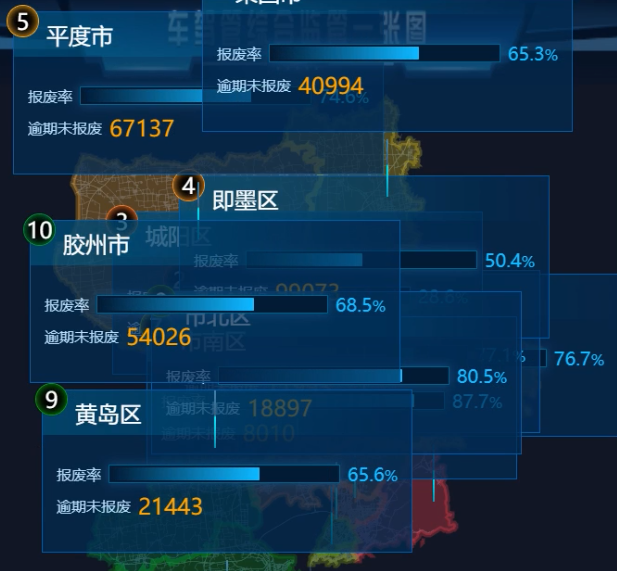 5
平度市
报废率 74.6%
逾期未报废 67137
莱西市
报废率 65.3%
逾期未报废 40994
4
即墨区
报废率 50.4%
3
城阳区
10
胶州市
报废率 68.5%
逾期未报废 54026
76.7%
市北区
报废率 80.5%
逾期未报废 18897
市南区
87.7%
8010
9
黄岛区
报废率 65.6%
逾期未报废 21443